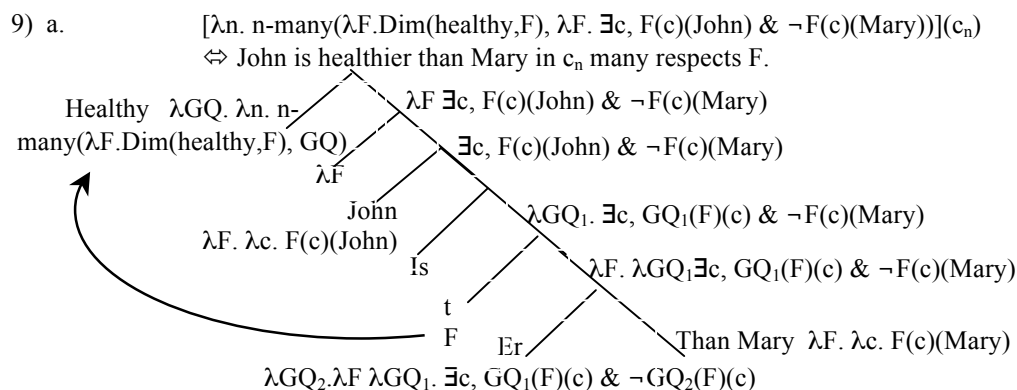 9) a. [λn. n-many(λF.Dim(healthy,F), λF. ∃c, F(c)(John) & ¬F(c)(Mary))](cₙ)
⇔ John is healthier than Mary in cₙ many respects F.
Healthy λGQ. λn. n-
many(λF.Dim(healthy,F), GQ)
λF ∃c, F(c)(John) & ¬F(c)(Mary)
λF
∃c, F(c)(John) & ¬F(c)(Mary)
John
λF. λc. F(c)(John)
λGQ₁. ∃c, GQ₁(F)(c) & ¬F(c)(Mary)
Is
λF. λGQ₁∃c, GQ₁(F)(c) & ¬F(c)(Mary)
t
F
Er
Than Mary λF. λc. F(c)(Mary)
λGQ₂.λF λGQ₁. ∃c, GQ₁(F)(c) & ¬GQ₂(F)(c)